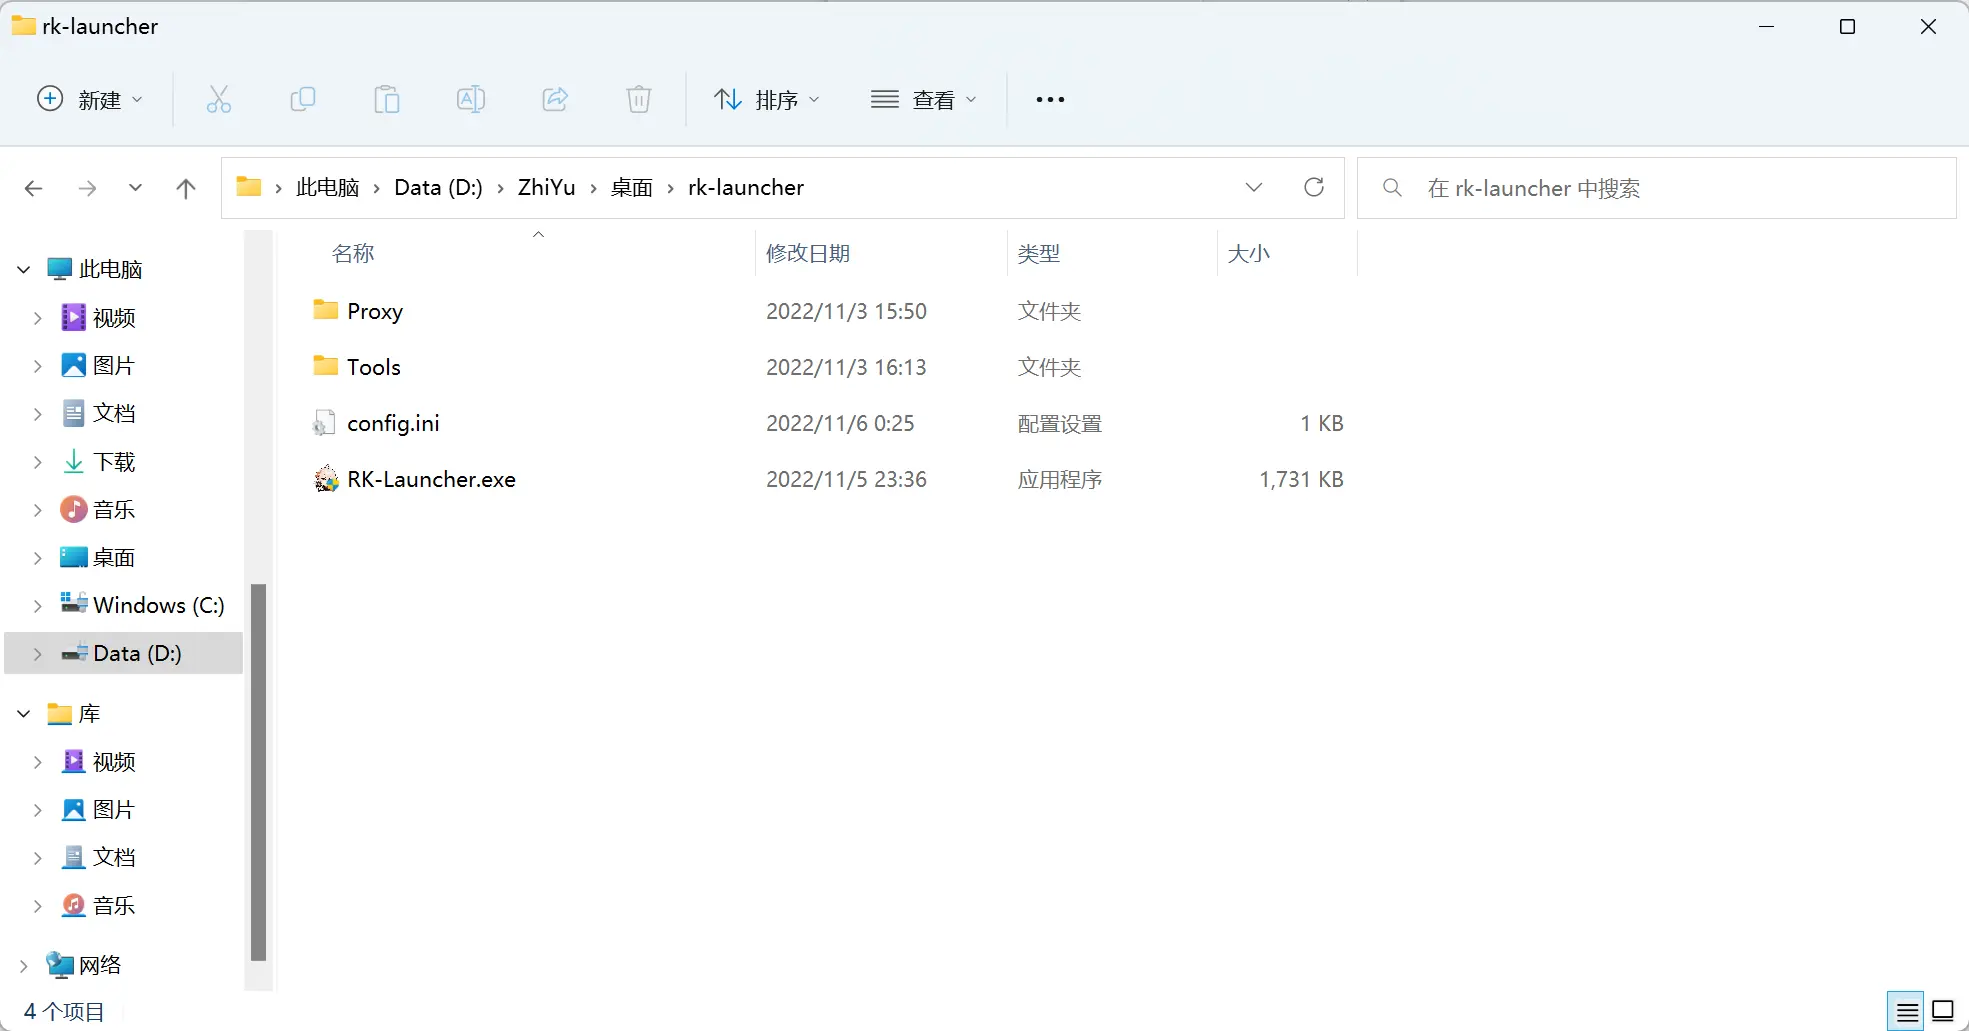 rk-launcher
新建 排序 查看
此电脑 Data (D:) ZhiYu 桌面 rk-launcher 在 rk-launcher 中搜索
名称 修改日期 类型 大小
Proxy 2022/11/3 15:50 文件夹
Tools 2022/11/3 16:13 文件夹
config.ini 2022/11/6 0:25 配置设置 1 KB
RK-Launcher.exe 2022/11/5 23:36 应用程序 1,731 KB
此电脑
视频
图片
文档
下载
音乐
桌面
Windows (C:)
Data (D:)
库
视频
图片
文档
音乐
网络
4 个项目